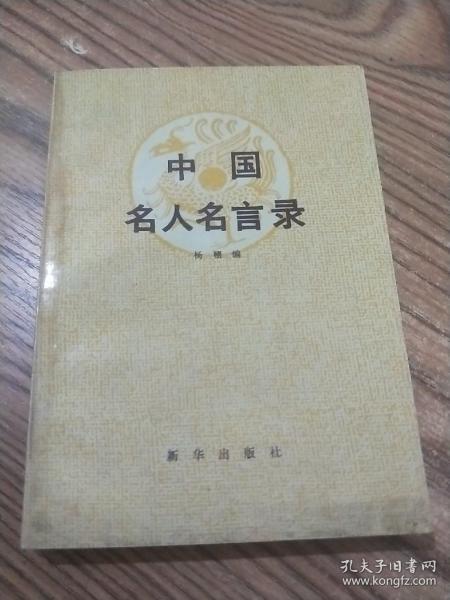 中国
名人名言录
杨 编
新华出版社
孔夫子旧书网
www.kongfz.com